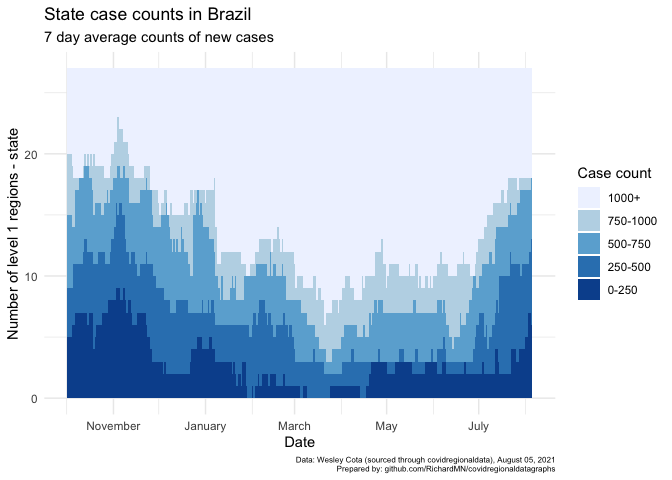 State case counts in Brazil
7 day average counts of new cases
Number of level 1 regions - state
20
10
0
November
January
March
May
July
Date
Case count
1000+
750-1000
500-750
250-500
0-250
Data: Wesley Cota (sourced through covidregionaldata), August 05, 2021
Prepared by: github.com/RichardMN/covidregionaldatagraphs